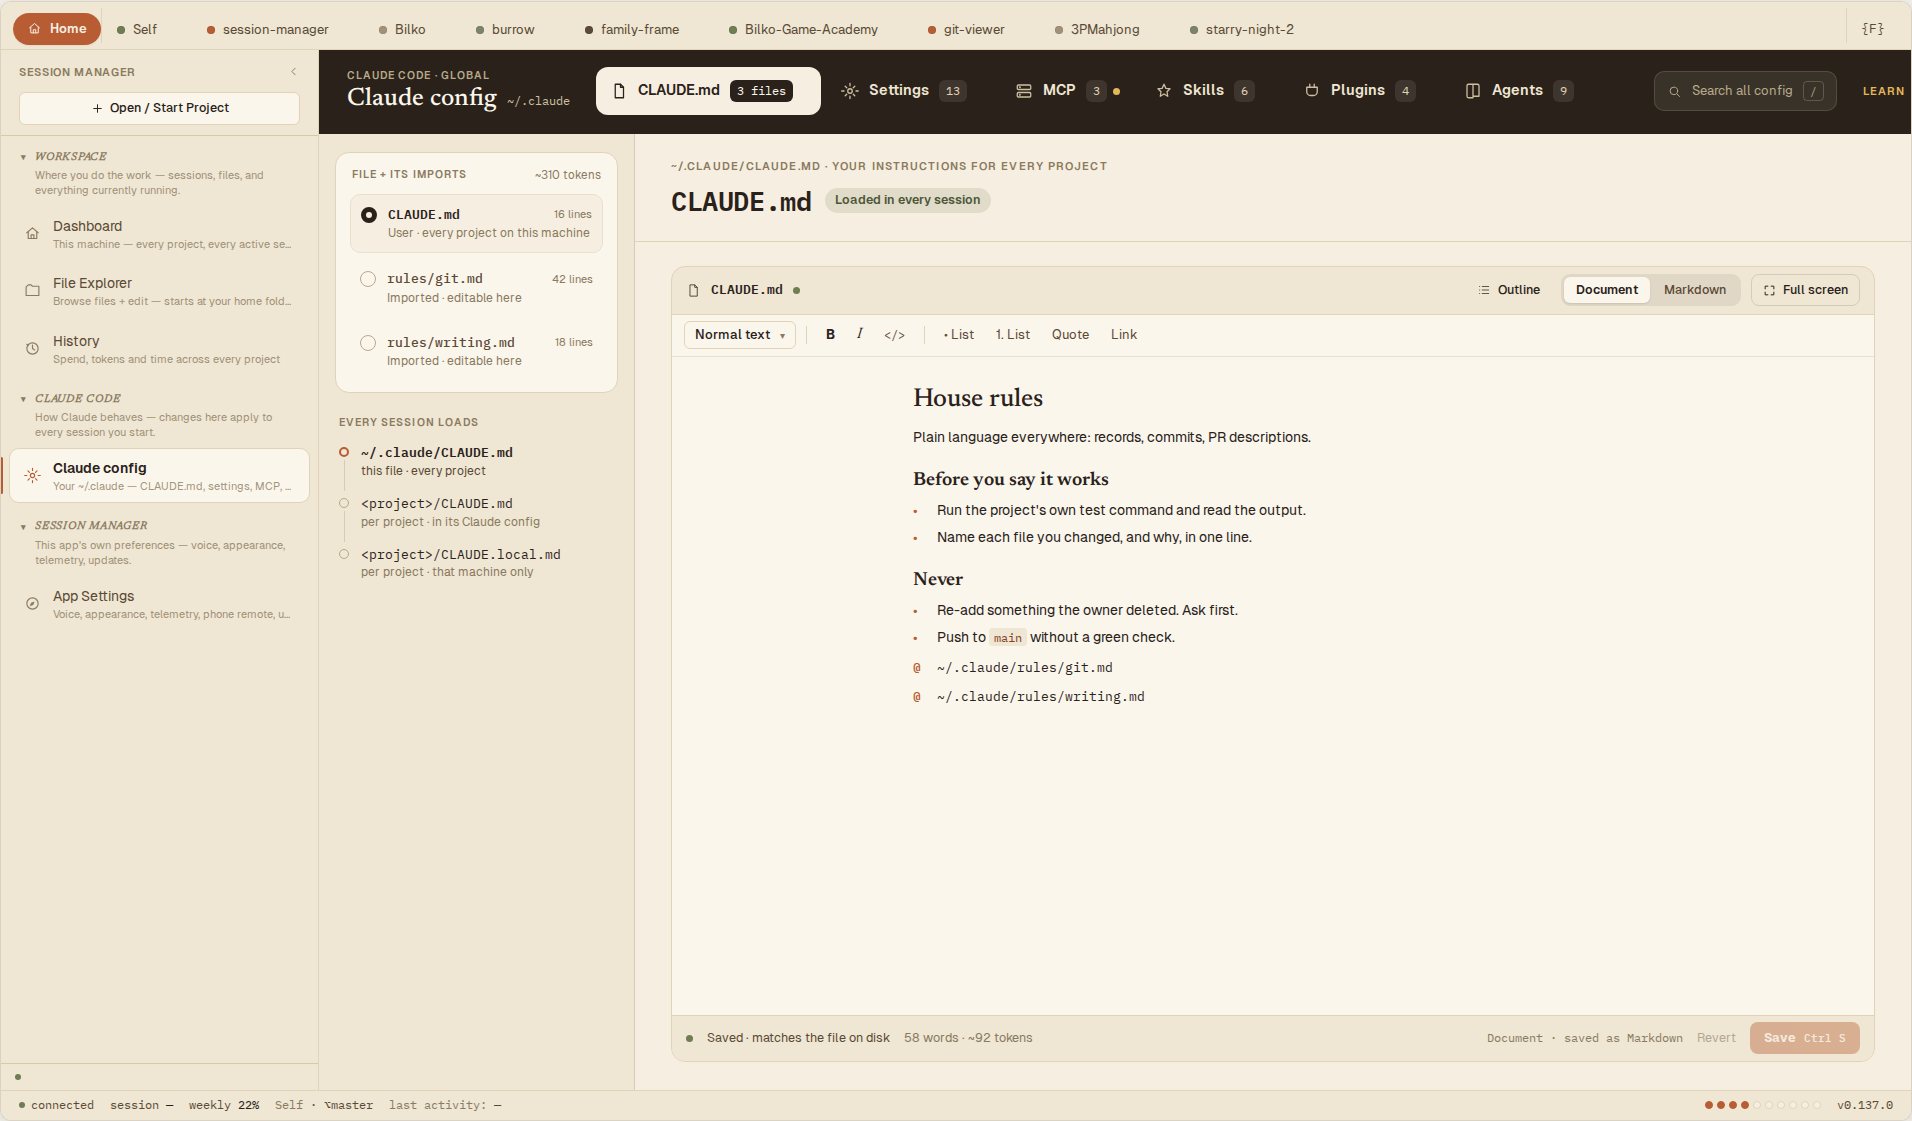 Home
Self
session-manager
Bilko
burrow
family-frame
Bilko-Game-Academy
git-viewer
3PMahjong
starry-night-2
{F}
SESSION MANAGER
+ Open / Start Project
WORKSPACE
Where you do the work — sessions, files, and
everything currently running.
Dashboard
This machine — every project, every active se…
File Explorer
Browse files + edit — starts at your home fold…
History
Spend, tokens and time across every project
CLAUDE CODE
How Claude behaves — changes here apply to
every session you start.
Claude config
Your ~/.claude — CLAUDE.md, settings, MCP, …
SESSION MANAGER
This app's own preferences — voice, appearance,
telemetry, updates.
App Settings
Voice, appearance, telemetry, phone remote, u…
CLAUDE CODE · GLOBAL
Claude config ~/.claude
CLAUDE.md 3 files
Settings 13
MCP 3
Skills 6
Plugins 4
Agents 9
Search all config /
LEARN
FILE + ITS IMPORTS ~310 tokens
CLAUDE.md 16 lines
User · every project on this machine
rules/git.md 42 lines
Imported · editable here
rules/writing.md 18 lines
Imported · editable here
EVERY SESSION LOADS
~/.claude/CLAUDE.md
this file · every project
<project>/CLAUDE.md
per project · in its Claude config
<project>/CLAUDE.local.md
per project · that machine only
~/.CLAUDE/CLAUDE.MD · YOUR INSTRUCTIONS FOR EVERY PROJECT
CLAUDE.md Loaded in every session
CLAUDE.md
Outline
Document
Markdown
Full screen
Normal text
B
I
</>
• List
1. List
Quote
Link
House rules
Plain language everywhere: records, commits, PR descriptions.
Before you say it works
• Run the project's own test command and read the output.
• Name each file you changed, and why, in one line.
Never
• Re-add something the owner deleted. Ask first.
• Push to main without a green check.
@ ~/.claude/rules/git.md
@ ~/.claude/rules/writing.md
Saved · matches the file on disk 58 words · ~92 tokens
Document · saved as Markdown Revert Save Ctrl S
connected session — weekly 22% Self · ⌥master last activity: —
v0.137.0